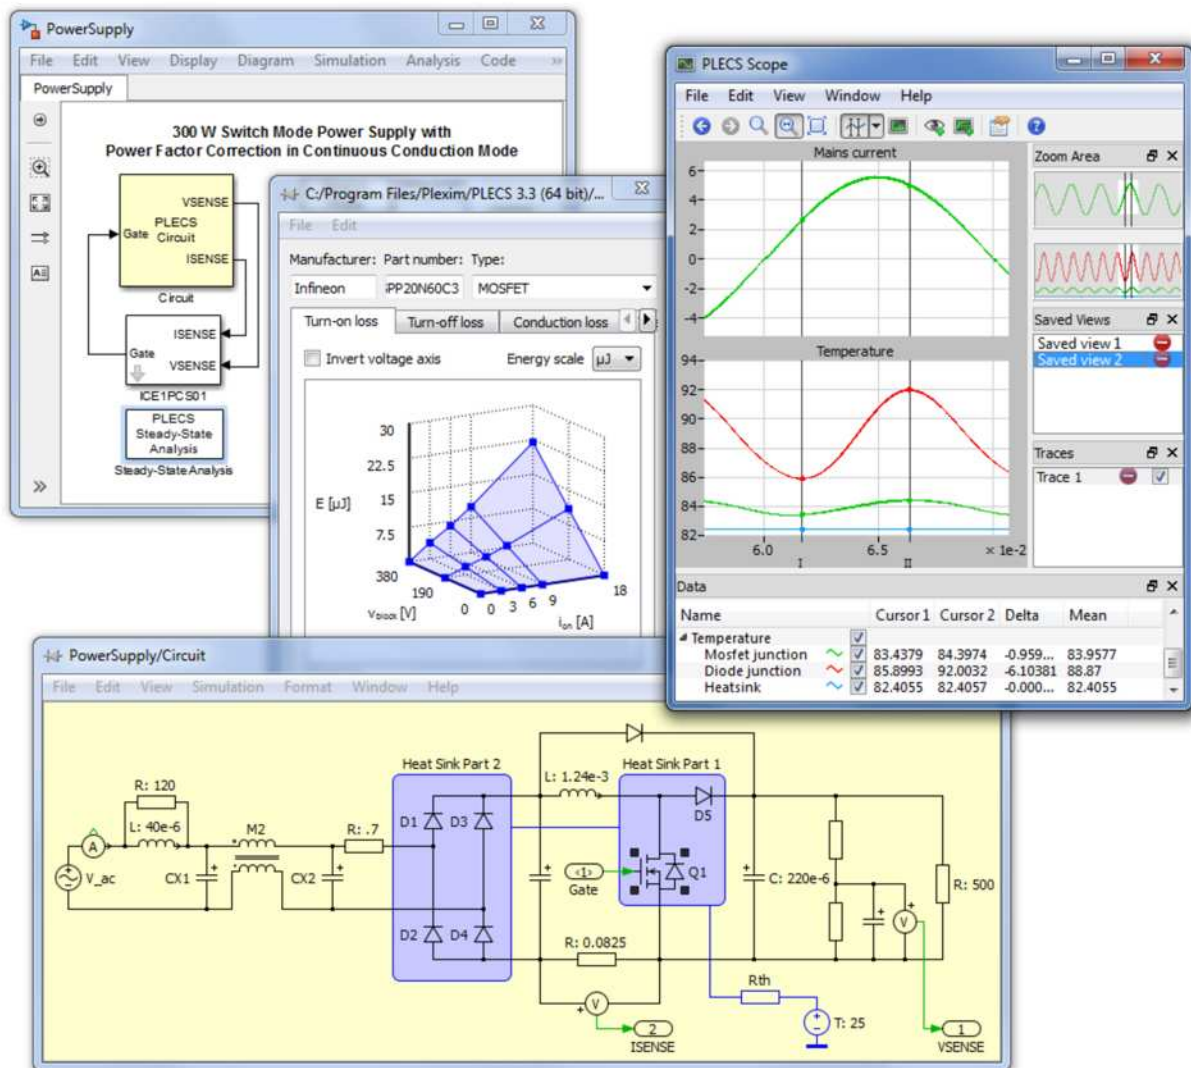 PowerSupply
File Edit View Display Diagram Simulation Analysis Code »
PowerSupply
300 W Switch Mode Power Supply with
Power Factor Correction in Continuous Conduction Mode
VSENSE
PLECS
Gate Circuit
ISENSE
Circuit
ISENSE
Gate
VSENSE
ICE1PCS01
PLECS
Steady-State
Analysis
Steady-State Analysis
C:/Program Files/Plexim/PLECS 3.3 (64 bit)/...
File Edit
Manufacturer: Part number: Type:
Infineon PP20N60C3 MOSFET
Turn-on loss Turn-off loss Conduction loss
Invert voltage axis Energy scale µJ
30
22.5
E [µJ] 15
7.5
380
190
0 0 3 6 9 18
v block [V] i on [A]
PLECS Scope
File Edit View Window Help
Mains current
6
4
2
0
-2
-4
Temperature
94
92
90
88
86
84
82
6.0 6.5 × 1e-2
I II
Zoom Area
Saved Views
Saved view 1
Saved view 2
Traces
Trace 1
Data
Name Cursor 1 Cursor 2 Delta Mean
Temperature
Mosfet junction 83.4379 84.3974 -0.959... 83.9577
Diode junction 85.8993 92.0032 -6.10381 88.87
Heatsink 82.4055 82.4057 -0.000... 82.4055
PowerSupply/Circuit
File Edit View Simulation Format Window Help
Heat Sink Part 2 Heat Sink Part 1
R: 120 L: 1.24e-3
L: 40e-6 M2 R: .7 D1 D3 D5
A
V_ac CX1 CX2 <1> Q1 C: 220e-6 V R: 500
Gate
D2 D4 R: 0.0825
Rth
V
2 T: 25 1
ISENSE VSENSE